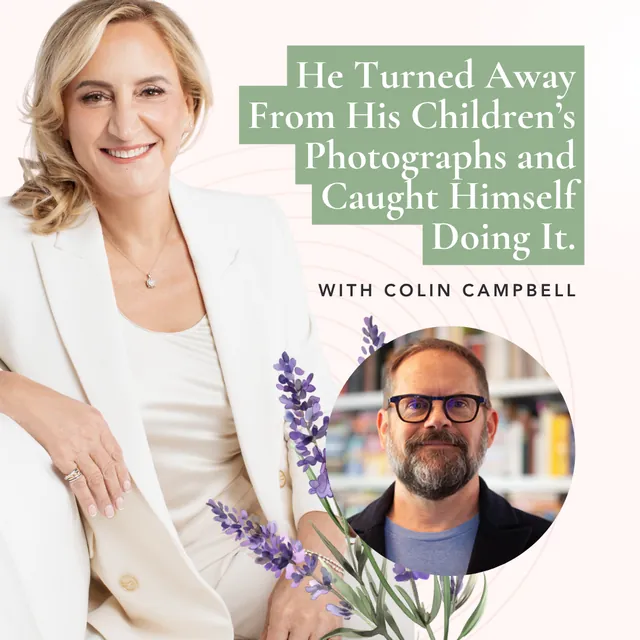 He Turned Away
From His Children’s
Photographs and
Caught Himself
Doing It.
WITH COLIN CAMPBELL